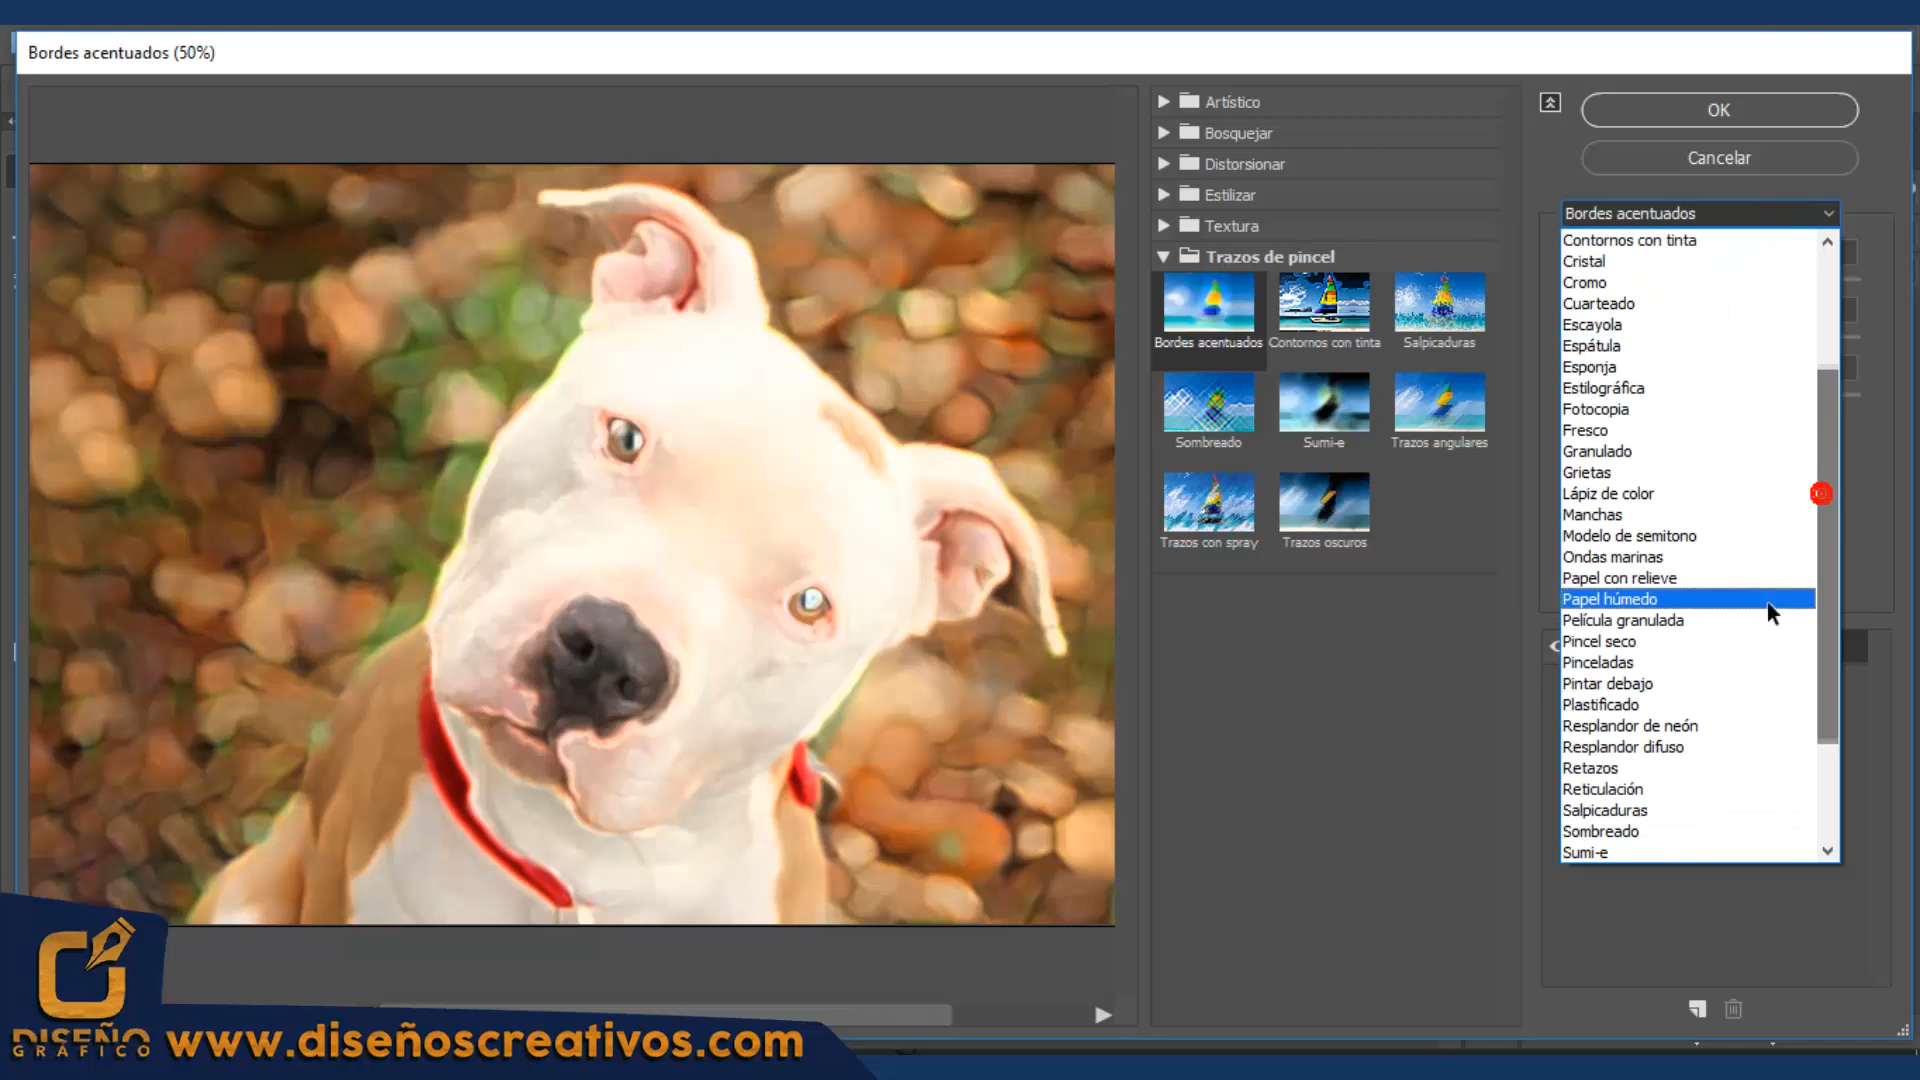 Bordes acentuados (50%)
Artístico
Bosquejar
Distorsionar
Estilizar
Textura
Trazos de pincel
Bordes acentuados
Contornos con tinta
Salpicaduras
Sombreado
Sumi-e
Trazos angulares
Trazos con spray
Trazos oscuros
OK
Cancelar
Bordes acentuados
Contornos con tinta
Cristal
Cromo
Cuarteado
Escayola
Espátula
Esponja
Estilográfica
Fotocopia
Fresco
Granulado
Grietas
Lápiz de color
Manchas
Modelo de semitono
Ondas marinas
Papel con relieve
Papel húmedo
Película granulada
Pincel seco
Pinceladas
Pintar debajo
Plastificado
Resplandor de neón
Resplandor difuso
Retazos
Reticulación
Salpicaduras
Sombreado
Sumi-e
DISEÑO
GRÁFICO
www.diseñoscreativos.com